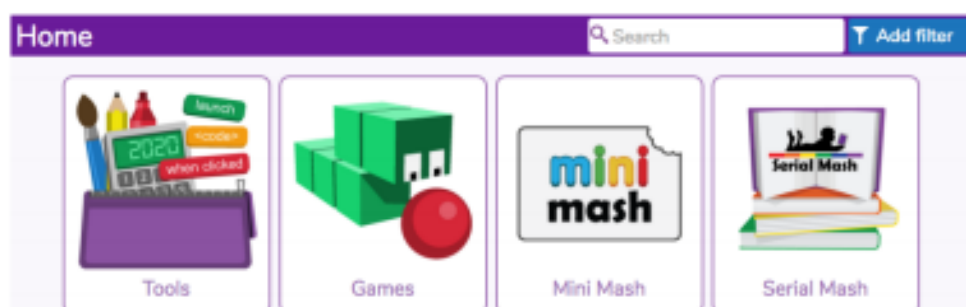 Home
Search
Add filter
launch
<code>
2020
when clicked
mini
mash
Serial Mash
Tools
Games
Mini Mash
Serial Mash